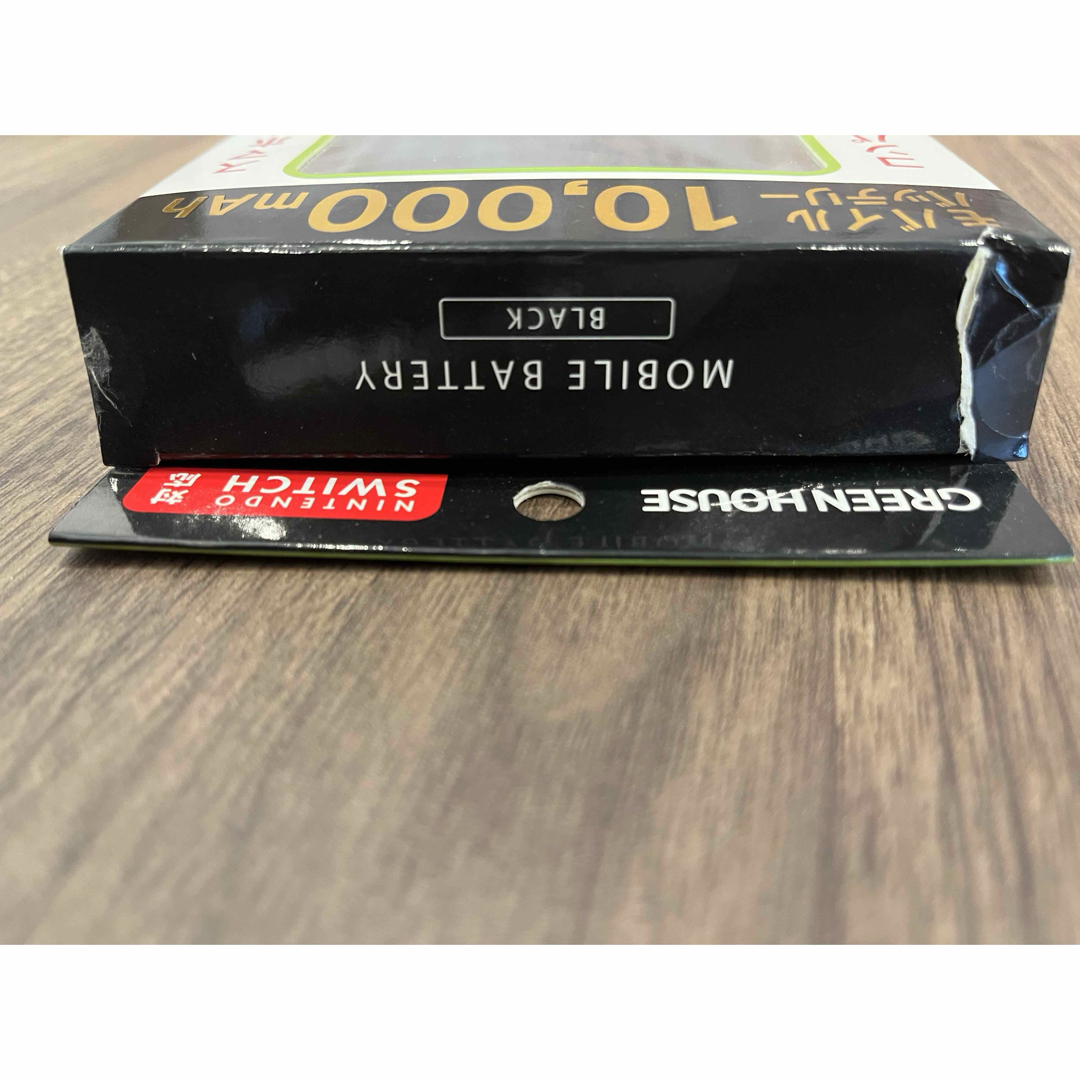 GREEN HOUSE
NINTENDO
SWITCH
対応
MOBILE BATTERY
BLACK
モバイル
バッテリー
10,000mAh